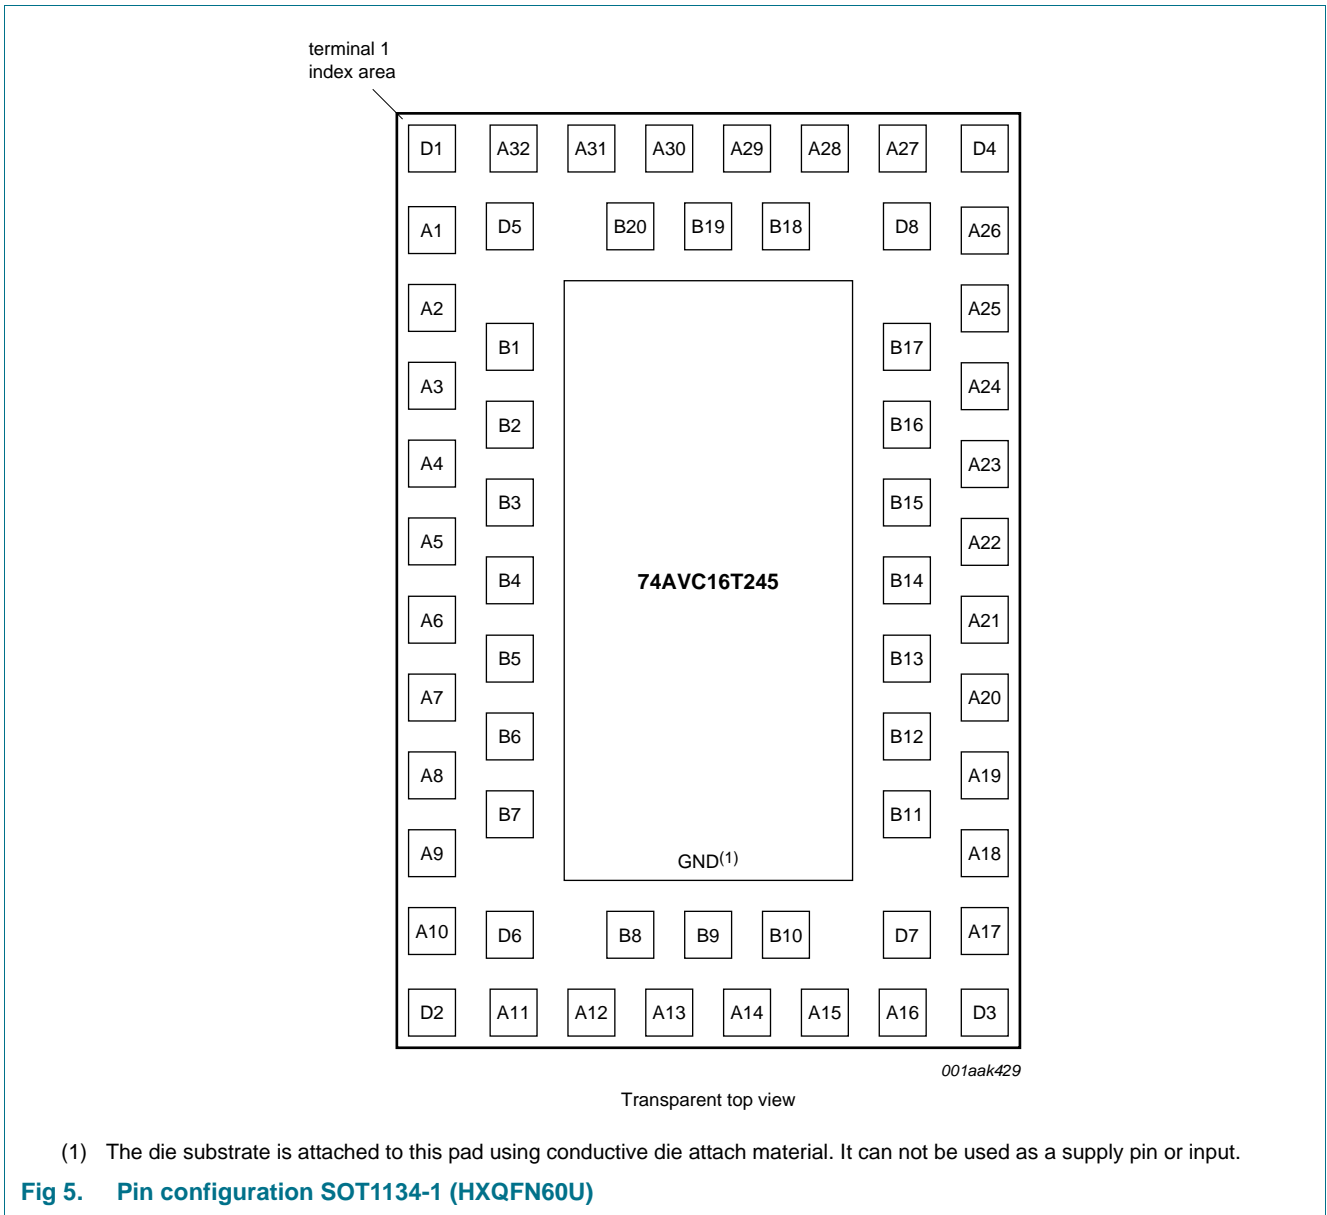 terminal 1
index area
D1 A32 A31 A30 A29 A28 A27 D4
A1 D5 B20 B19 B18 D8 A26
A2 A25
B1 B17
A3 A24
B2 B16
A4 A23
B3 B15
A5 A22
B4 74AVC16T245 B14
A6 A21
B5 B13
A7 A20
B6 B12
A8 A19
B7 B11
A9 GND(1) A18
A10 D6 B8 B9 B10 D7 A17
D2 A11 A12 A13 A14 A15 A16 D3
001aak429
Transparent top view
(1) The die substrate is attached to this pad using conductive die attach material. It can not be used as a supply pin or input.
Fig 5. Pin configuration SOT1134-1 (HXQFN60U)